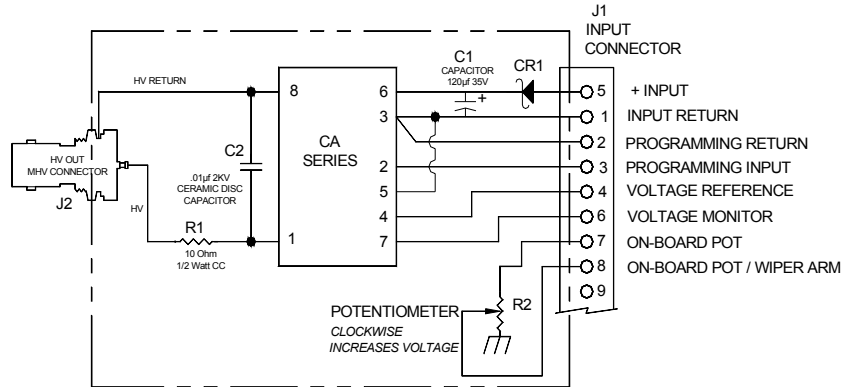 J1
INPUT
CONNECTOR
C1
CAPACITOR
120µf 35V
CR1
HV RETURN
8
6
5
+ INPUT
3
1
INPUT RETURN
CA
SERIES
2
PROGRAMMING RETURN
C2
2
3
PROGRAMMING INPUT
HV OUT
MHV CONNECTOR
.01µf 2KV
CERAMIC DISC
CAPACITOR
5
4
VOLTAGE REFERENCE
J2
HV
4
6
VOLTAGE MONITOR
R1
1
7
7
ON-BOARD POT
10 Ohm
1/2 Watt CC
8
ON-BOARD POT / WIPER ARM
9
R2
POTENTIOMETER
CLOCKWISE
INCREASES VOLTAGE
+